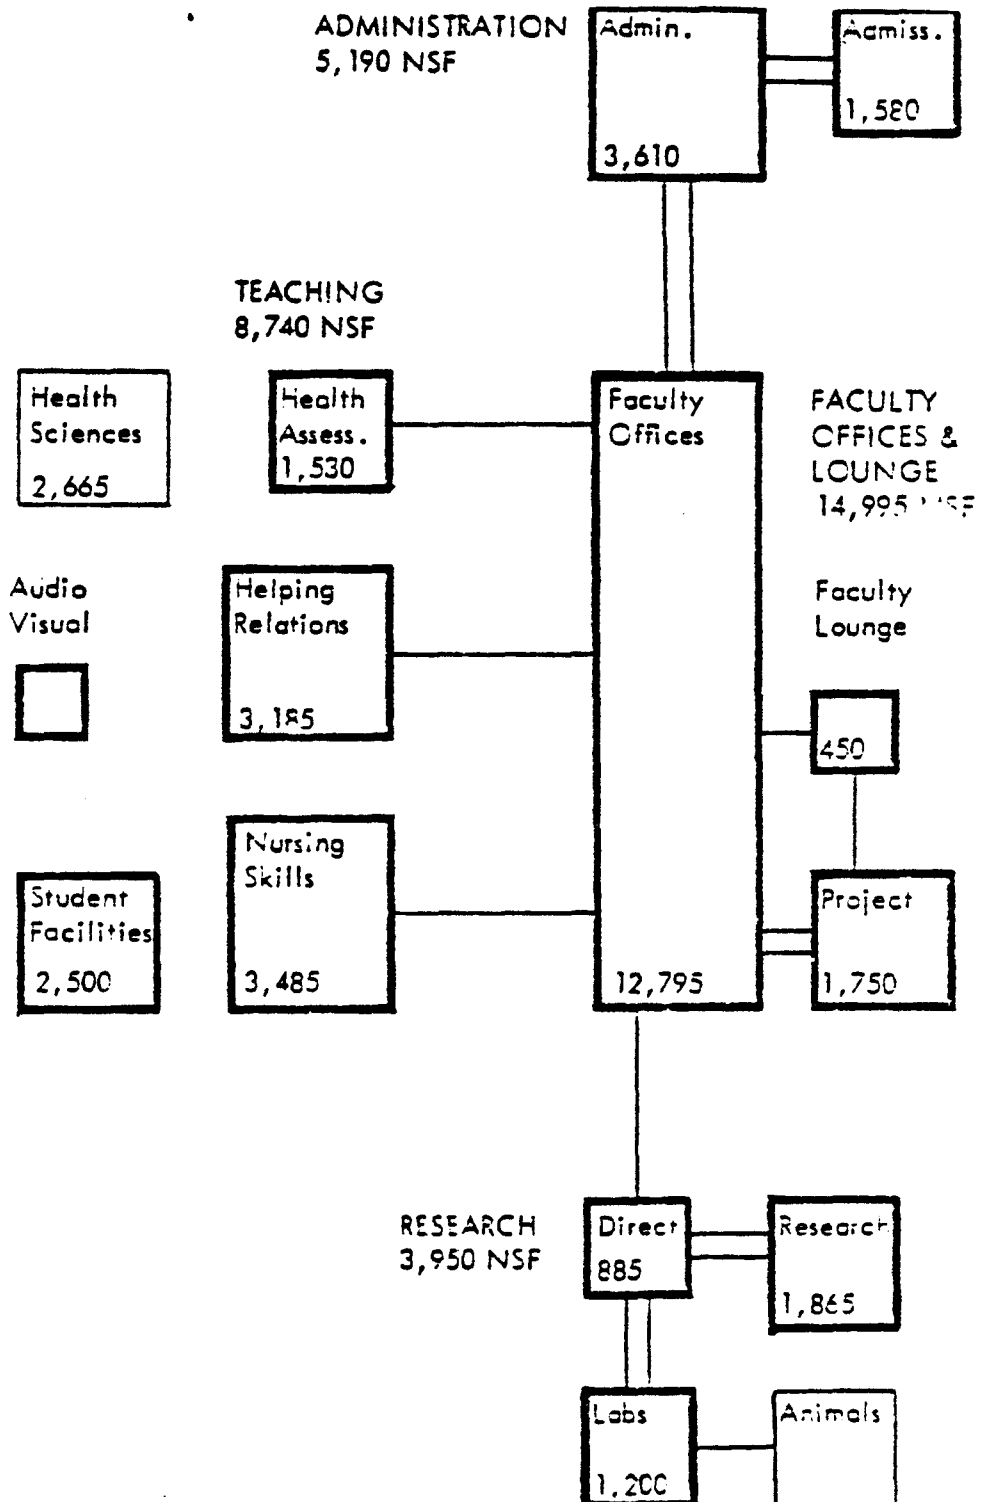 ADMINISTRATION
5,190 NSF
Admin.
3,610
Admiss.
1,580
TEACHING
8,740 NSF
Health
Sciences
2,665
Health
Assess.
1,530
Faculty
Offices
12,795
FACULTY
OFFICES &
LOUNGE
14,995 NSF
Audio
Visual
Helping
Relations
3,185
Faculty
Lounge
450
Student
Facilities
2,500
Nursing
Skills
3,485
Project
1,750
RESEARCH
3,950 NSF
Direct
885
Research
1,865
Labs
1,200
Animals